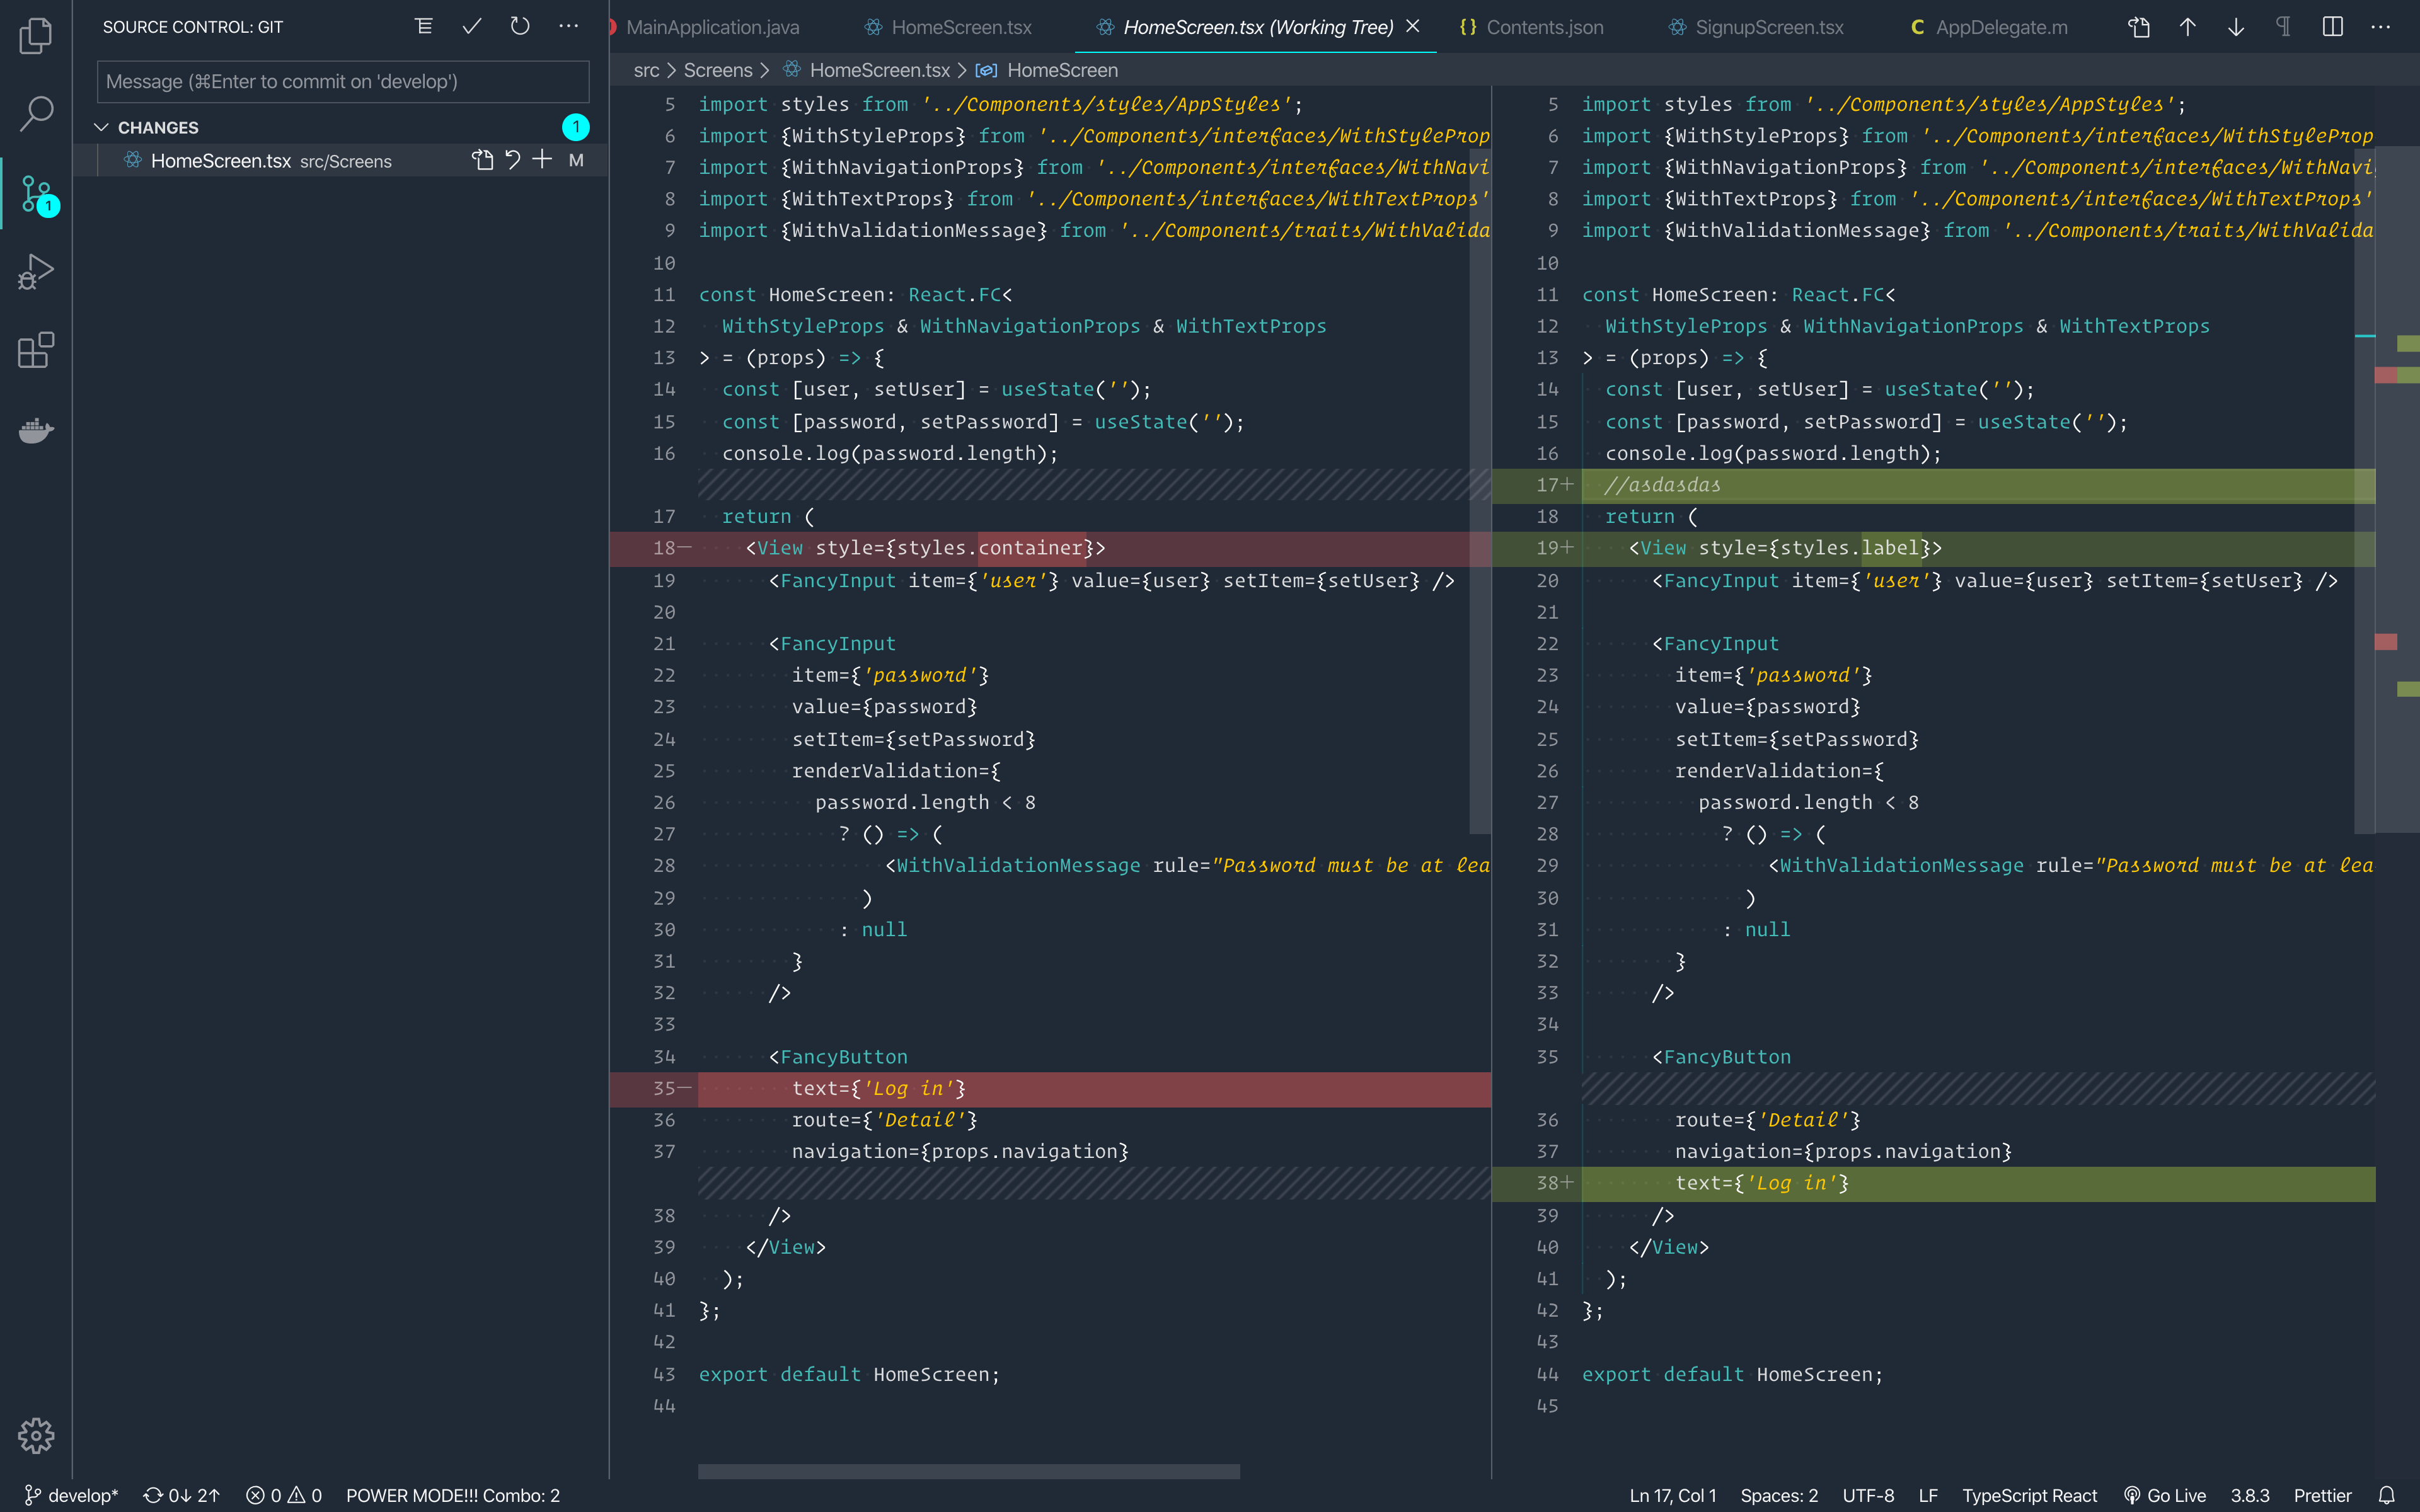 SOURCE CONTROL: GIT
Message (⌘Enter to commit on 'develop')
CHANGES 1
HomeScreen.tsx src/Screens M
1
MainApplication.java HomeScreen.tsx HomeScreen.tsx (Working Tree) Contents.json SignupScreen.tsx AppDelegate.m
src > Screens > HomeScreen.tsx > HomeScreen
5 import styles from '../Components/styles/AppStyles';
6 import {WithStyleProps} from '../Components/interfaces/WithStyleProp
7 import {WithNavigationProps} from '../Components/interfaces/WithNavi
8 import {WithTextProps} from '../Components/interfaces/WithTextProps'
9 import {WithValidationMessage} from '../Components/traits/WithValida
10
11 const HomeScreen: React.FC<
12 WithStyleProps & WithNavigationProps & WithTextProps
13 > = (props) => {
14 const [user, setUser] = useState('');
15 const [password, setPassword] = useState('');
16 console.log(password.length);
17 return (
18— <View style={styles.container}>
19 <FancyInput item={'user'} value={user} setItem={setUser} />
20
21 <FancyInput
22 item={'password'}
23 value={password}
24 setItem={setPassword}
25 renderValidation={
26 password.length < 8
27 ? () => (
28 <WithValidationMessage rule="Password must be at lea
29 )
30 : null
31 }
32 />
33
34 <FancyButton
35— text={'Log in'}
36 route={'Detail'}
37 navigation={props.navigation}
38 />
39 </View>
40 );
41 };
42
43 export default HomeScreen;
44
5 import styles from '../Components/styles/AppStyles';
6 import {WithStyleProps} from '../Components/interfaces/WithStyleProp
7 import {WithNavigationProps} from '../Components/interfaces/WithNavi
8 import {WithTextProps} from '../Components/interfaces/WithTextProps'
9 import {WithValidationMessage} from '../Components/traits/WithValida
10
11 const HomeScreen: React.FC<
12 WithStyleProps & WithNavigationProps & WithTextProps
13 > = (props) => {
14 const [user, setUser] = useState('');
15 const [password, setPassword] = useState('');
16 console.log(password.length);
17+ //asdasdas
18 return (
19+ <View style={styles.label}>
20 <FancyInput item={'user'} value={user} setItem={setUser} />
21
22 <FancyInput
23 item={'password'}
24 value={password}
25 setItem={setPassword}
26 renderValidation={
27 password.length < 8
28 ? () => (
29 <WithValidationMessage rule="Password must be at lea
30 )
31 : null
32 }
33 />
34
35 <FancyButton
36 route={'Detail'}
37 navigation={props.navigation}
38+ text={'Log in'}
39 />
40 </View>
41 );
42 };
43
44 export default HomeScreen;
45
develop* 0↓ 2↑ 0 0 POWER MODE!!! Combo: 2 Ln 17, Col 1 Spaces: 2 UTF-8 LF TypeScript React Go Live 3.8.3 Prettier